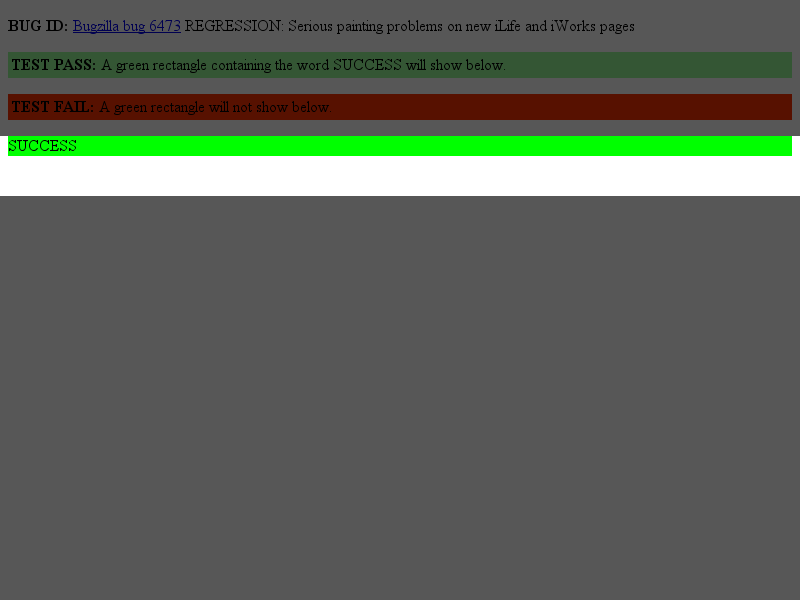 BUG ID: Bugzilla bug 6473 REGRESSION: Serious painting problems on new iLife and iWorks pages
TEST PASS: A green rectangle containing the word SUCCESS will show below.
TEST FAIL: A green rectangle will not show below.
SUCCESS